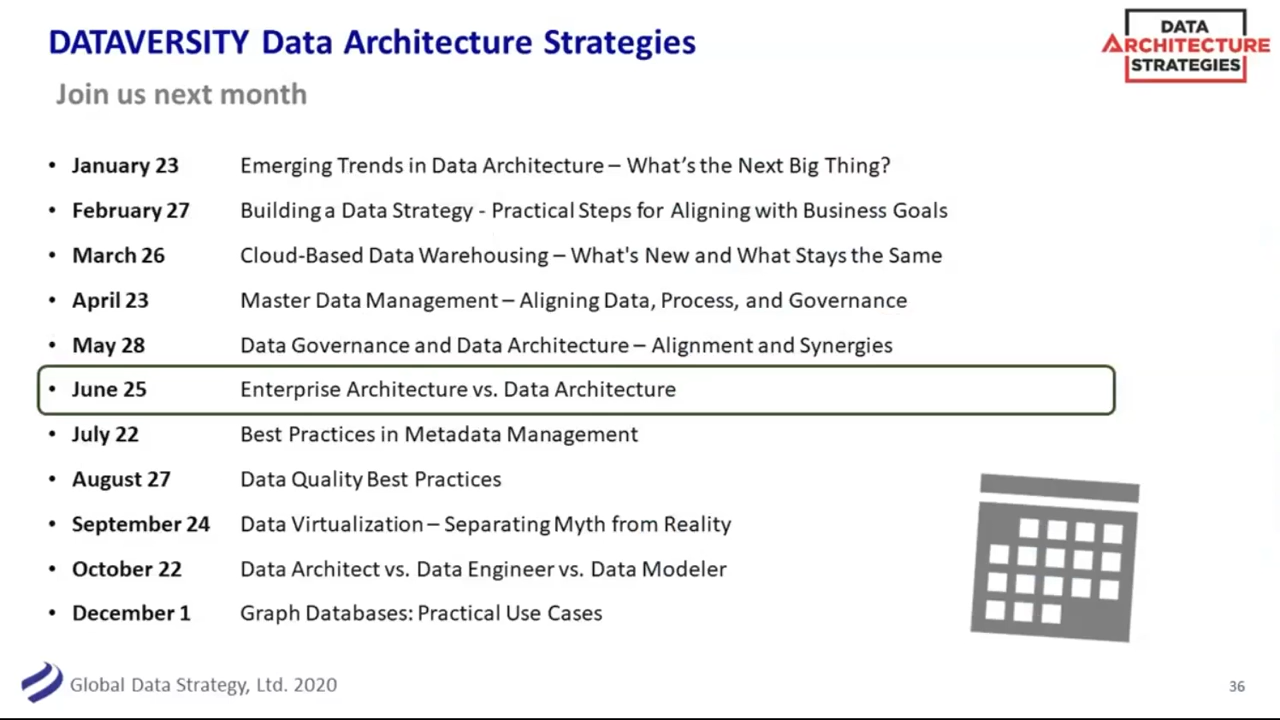 DATAVERSITY Data Architecture Strategies
DATA
ARCHITECTURE
STRATEGIES
Join us next month
• January 23 Emerging Trends in Data Architecture – What's the Next Big Thing?
• February 27 Building a Data Strategy - Practical Steps for Aligning with Business Goals
• March 26 Cloud-Based Data Warehousing – What's New and What Stays the Same
• April 23 Master Data Management – Aligning Data, Process, and Governance
• May 28 Data Governance and Data Architecture – Alignment and Synergies
• June 25 Enterprise Architecture vs. Data Architecture
• July 22 Best Practices in Metadata Management
• August 27 Data Quality Best Practices
• September 24 Data Virtualization – Separating Myth from Reality
• October 22 Data Architect vs. Data Engineer vs. Data Modeler
• December 1 Graph Databases: Practical Use Cases
Global Data Strategy, Ltd. 2020
36